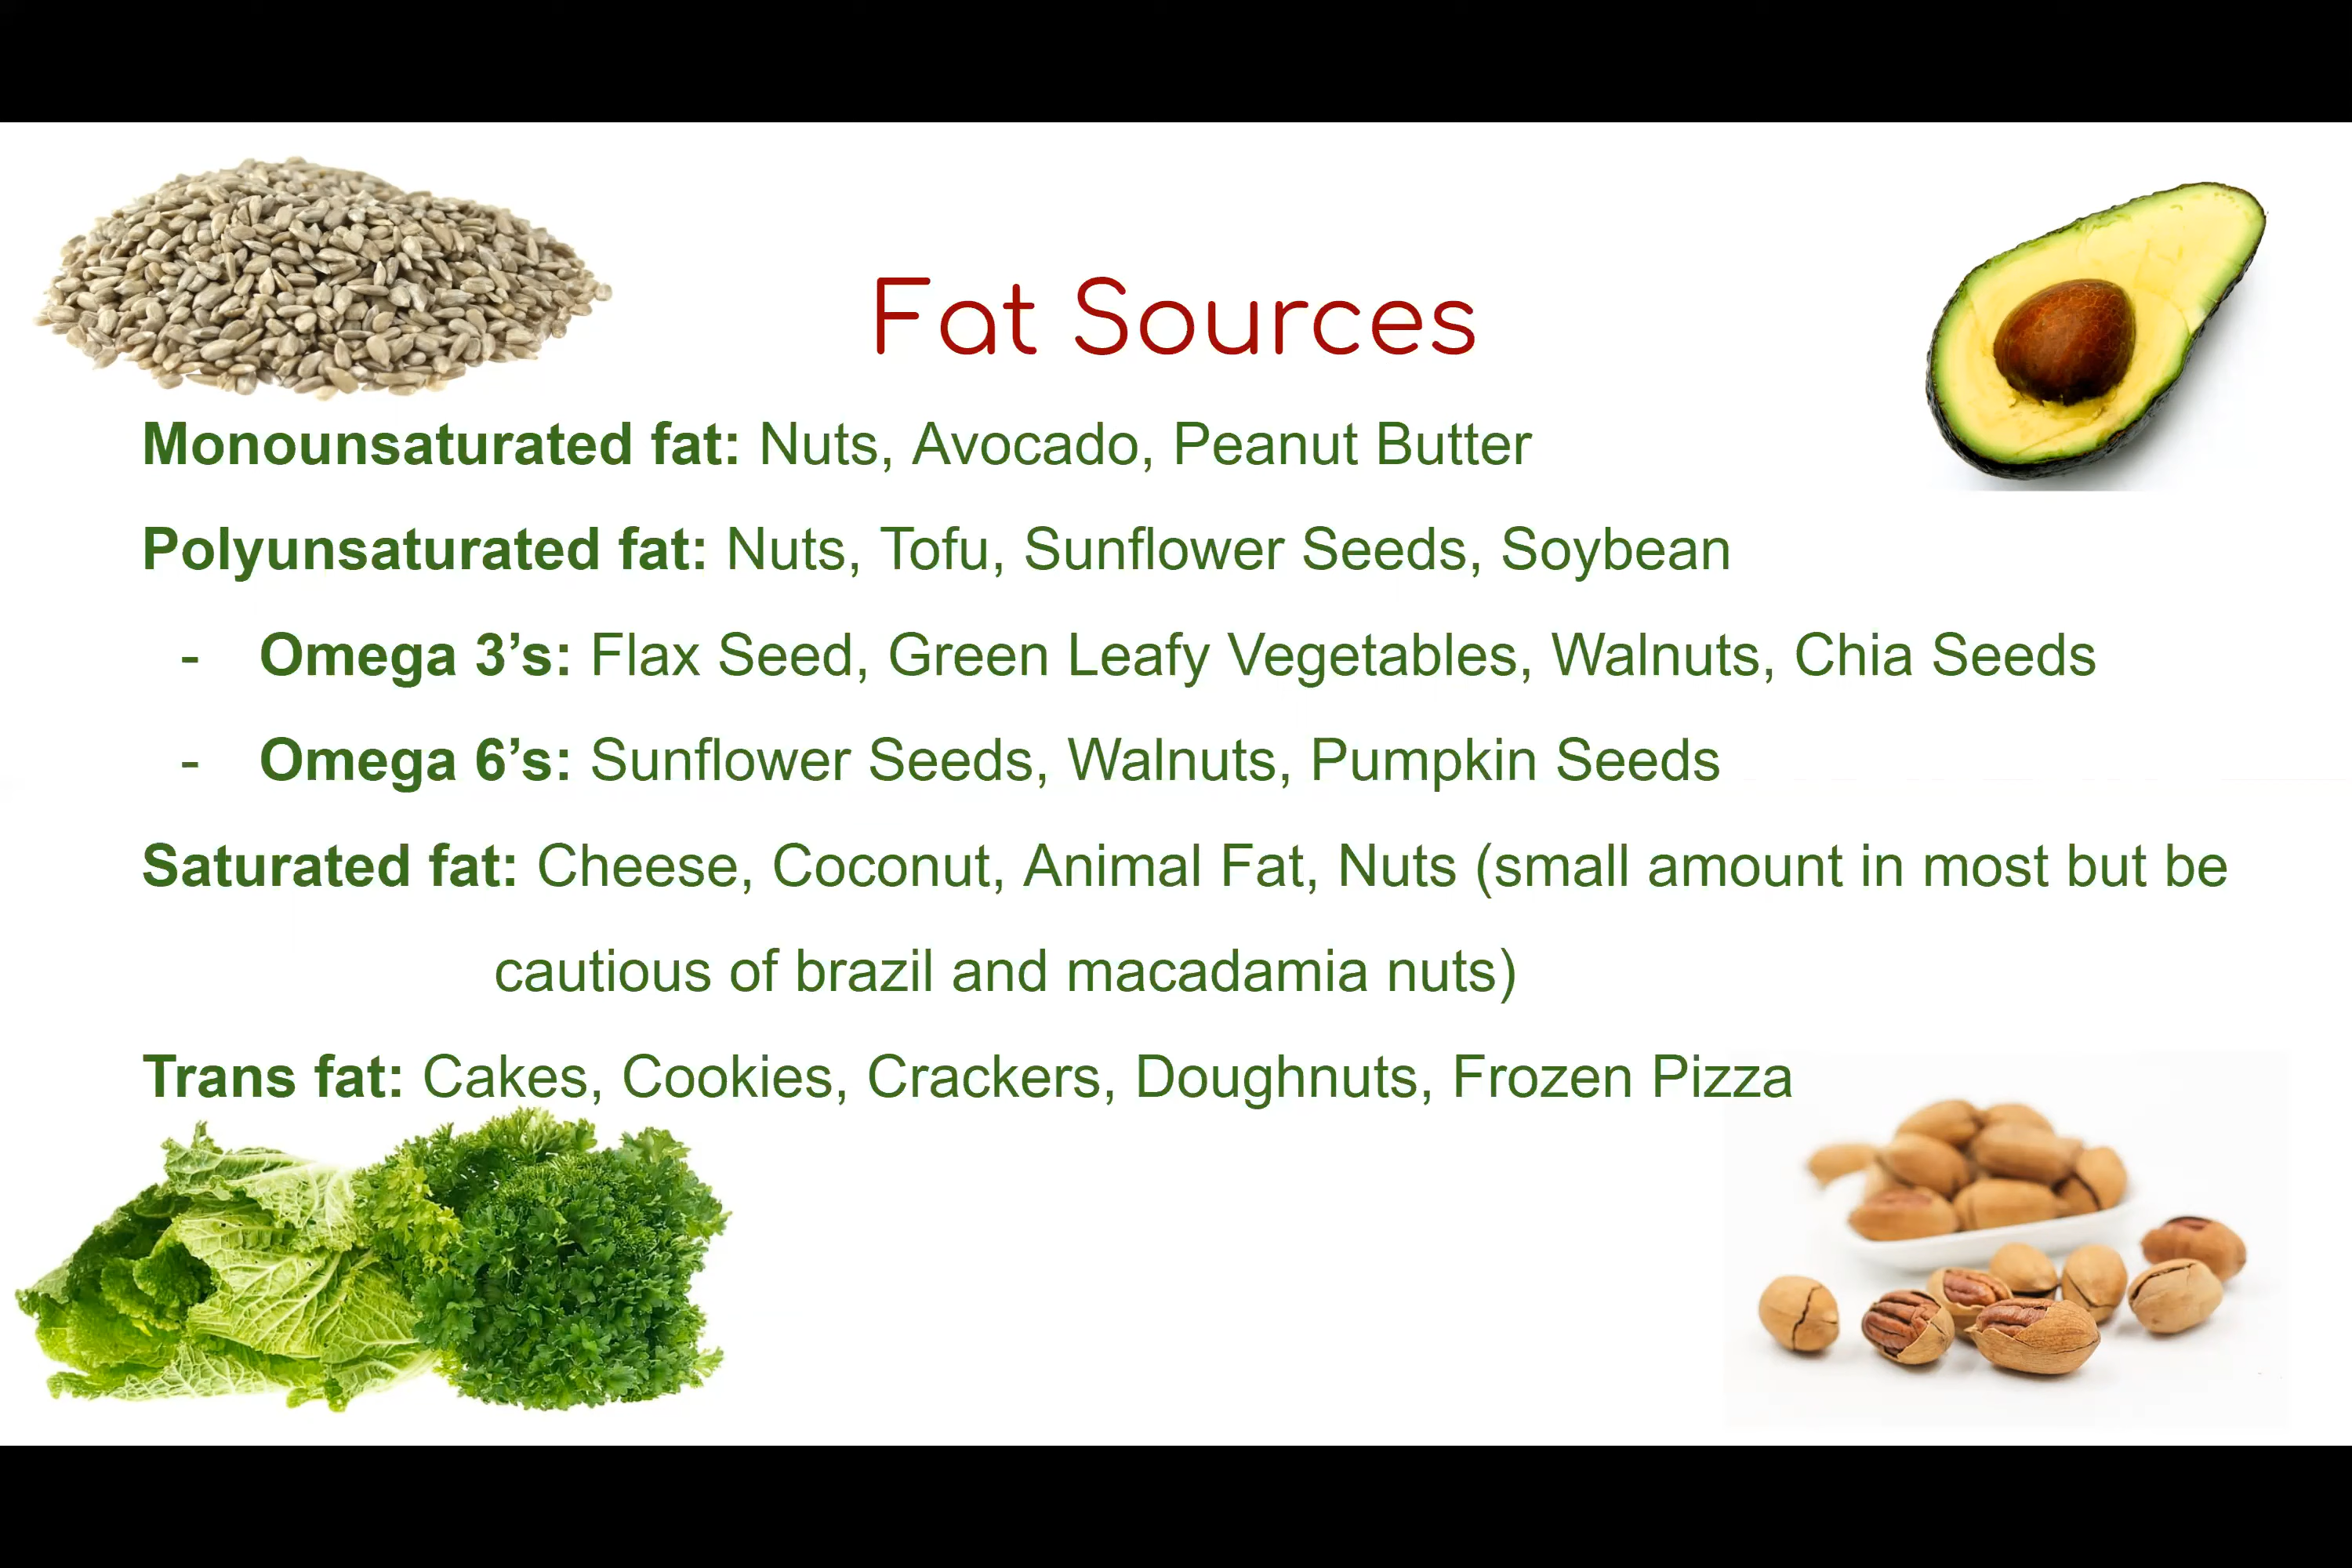 Fat Sources
Monounsaturated fat: Nuts, Avocado, Peanut Butter
Polyunsaturated fat: Nuts, Tofu, Sunflower Seeds, Soybean
- Omega 3’s: Flax Seed, Green Leafy Vegetables, Walnuts, Chia Seeds
- Omega 6’s: Sunflower Seeds, Walnuts, Pumpkin Seeds
Saturated fat: Cheese, Coconut, Animal Fat, Nuts (small amount in most but be
cautious of brazil and macadamia nuts)
Trans fat: Cakes, Cookies, Crackers, Doughnuts, Frozen Pizza